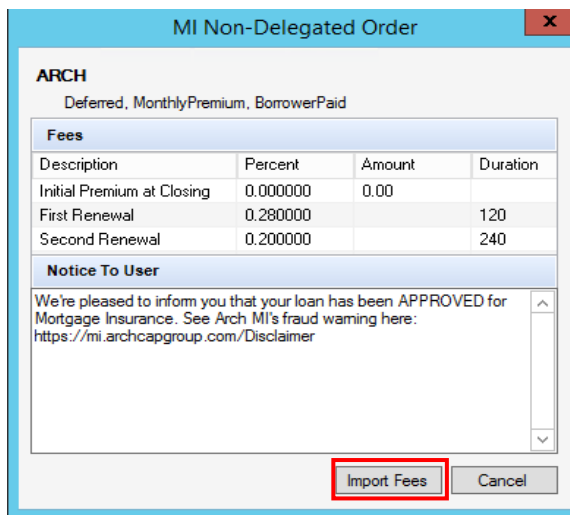 MI Non-Delegated Order
x
ARCH
Deferred, MonthlyPremium, BorrowerPaid
Fees
Description Percent Amount Duration
Initial Premium at Closing 0.000000 0.00
First Renewal 0.280000 120
Second Renewal 0.200000 240
Notice To User
We're pleased to inform you that your loan has been APPROVED for
Mortgage Insurance. See Arch MI's fraud warning here:
https://mi.archcapgroup.com/Disclaimer
Import Fees Cancel